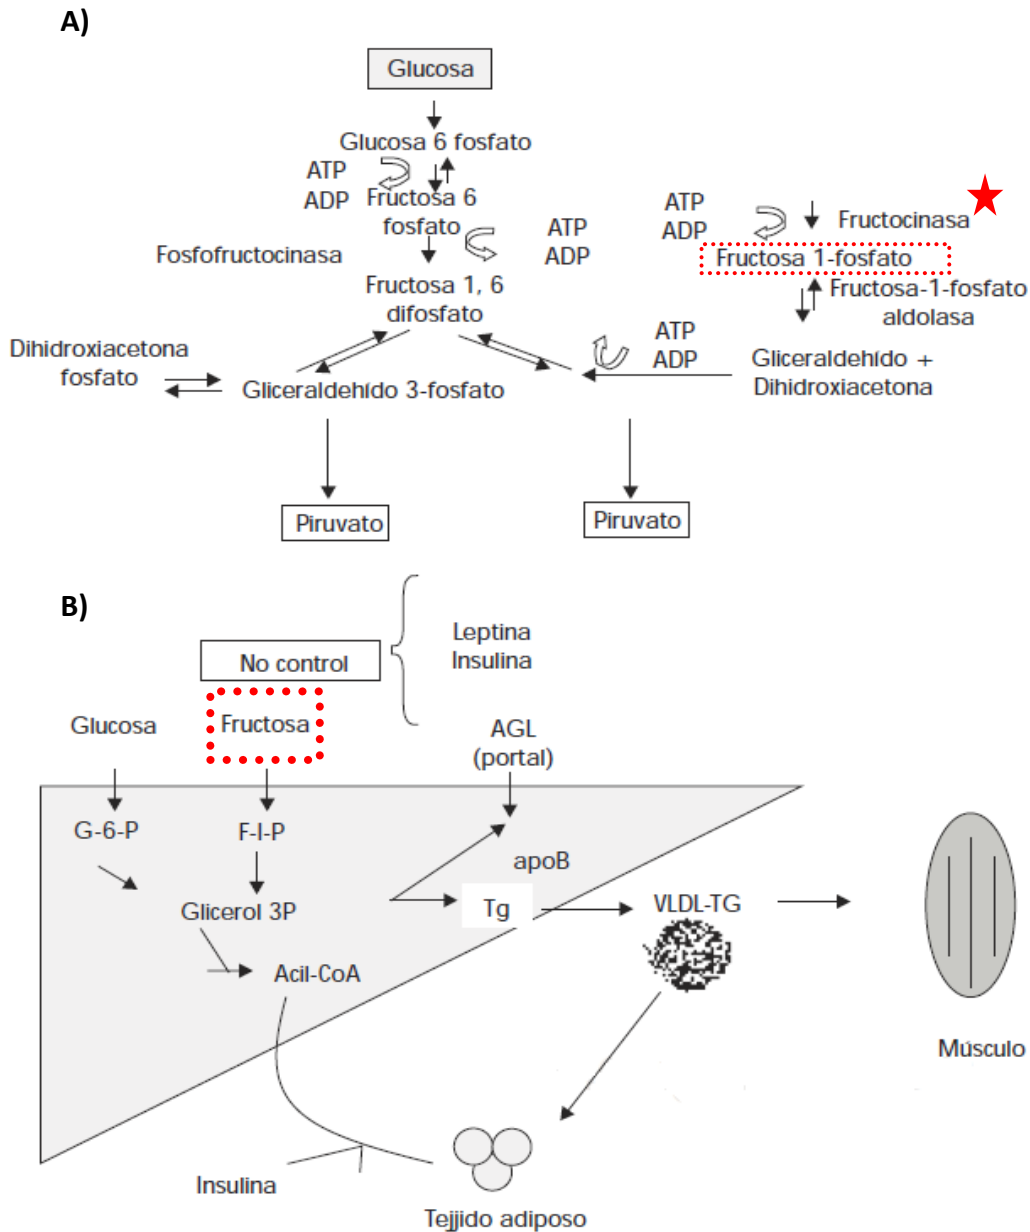 A)
Glucosa
Glucosa 6 fosfato
ATP
ADP
Fructosa 6
fosfato
ATP
ADP
Fosfofructocinasa
Fructosa 1, 6
difosfato
ATP
ADP
Fructocinasa
Fructosa 1-fosfato
Fructosa-1-fosfato
aldolasa
Dihidroxiacetona
fosfato
Gliceraldehído 3-fosfato
ATP
ADP
Gliceraldehído +
Dihidroxiacetona
Piruvato
Piruvato
B)
No control
Leptina
Insulina
Glucosa
Fructosa
AGL
(portal)
G-6-P
F-I-P
apoB
Glicerol 3P
Tg
VLDL-TG
Acil-CoA
Músculo
Insulina
Tejjido adiposo